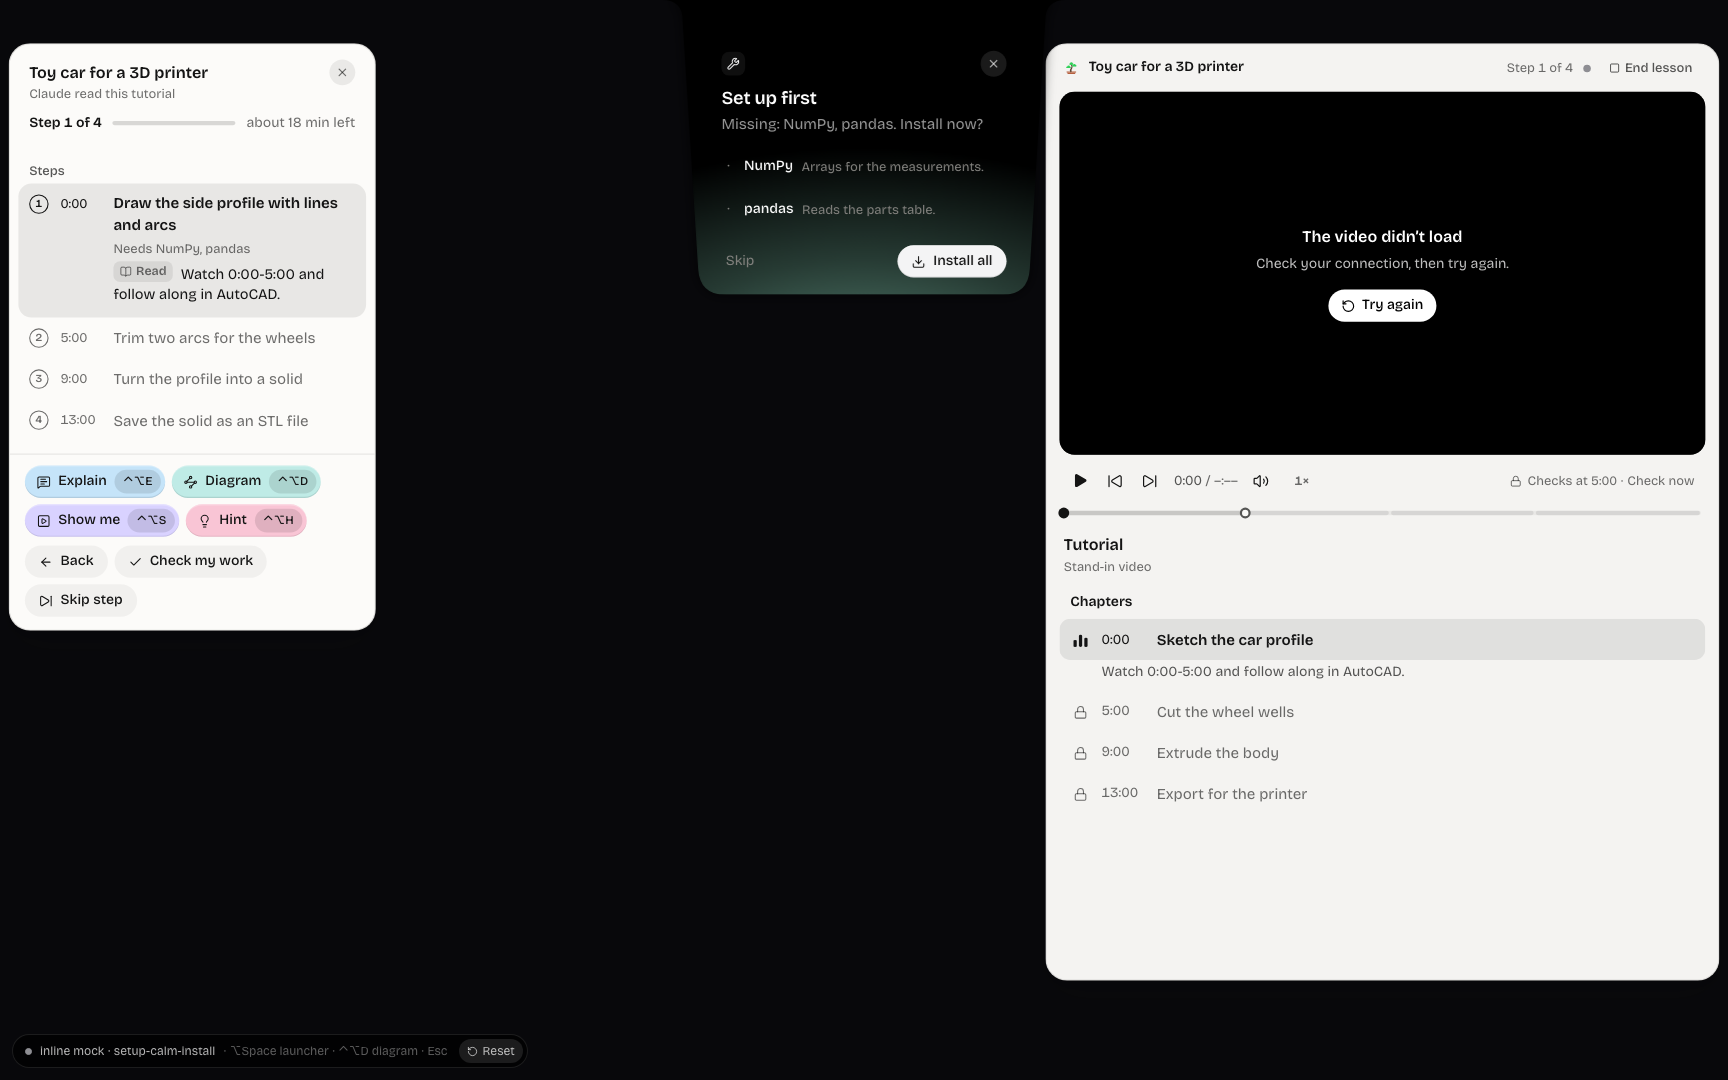 Toy car for a 3D printer
Claude read this tutorial
Step 1 of 4 about 18 min left
Steps
1 0:00 Draw the side profile with lines
and arcs
Needs NumPy, pandas
Read Watch 0:00-5:00 and
follow along in AutoCAD.
2 5:00 Trim two arcs for the wheels
3 9:00 Turn the profile into a solid
4 13:00 Save the solid as an STL file
Explain ^⌥E Diagram ^⌥D
Show me ^⌥S Hint ^⌥H
Back Check my work
Skip step
Set up first
Missing: NumPy, pandas. Install now?
· NumPy Arrays for the measurements.
· pandas Reads the parts table.
Skip Install all
Toy car for a 3D printer Step 1 of 4 End lesson
The video didn’t load
Check your connection, then try again.
Try again
0:00 / –:–– 1× Checks at 5:00 · Check now
Tutorial
Stand-in video
Chapters
0:00 Sketch the car profile
Watch 0:00-5:00 and follow along in AutoCAD.
5:00 Cut the wheel wells
9:00 Extrude the body
13:00 Export for the printer
inline mock · setup-calm-install · ⌥Space launcher · ^⌥D diagram · Esc Reset